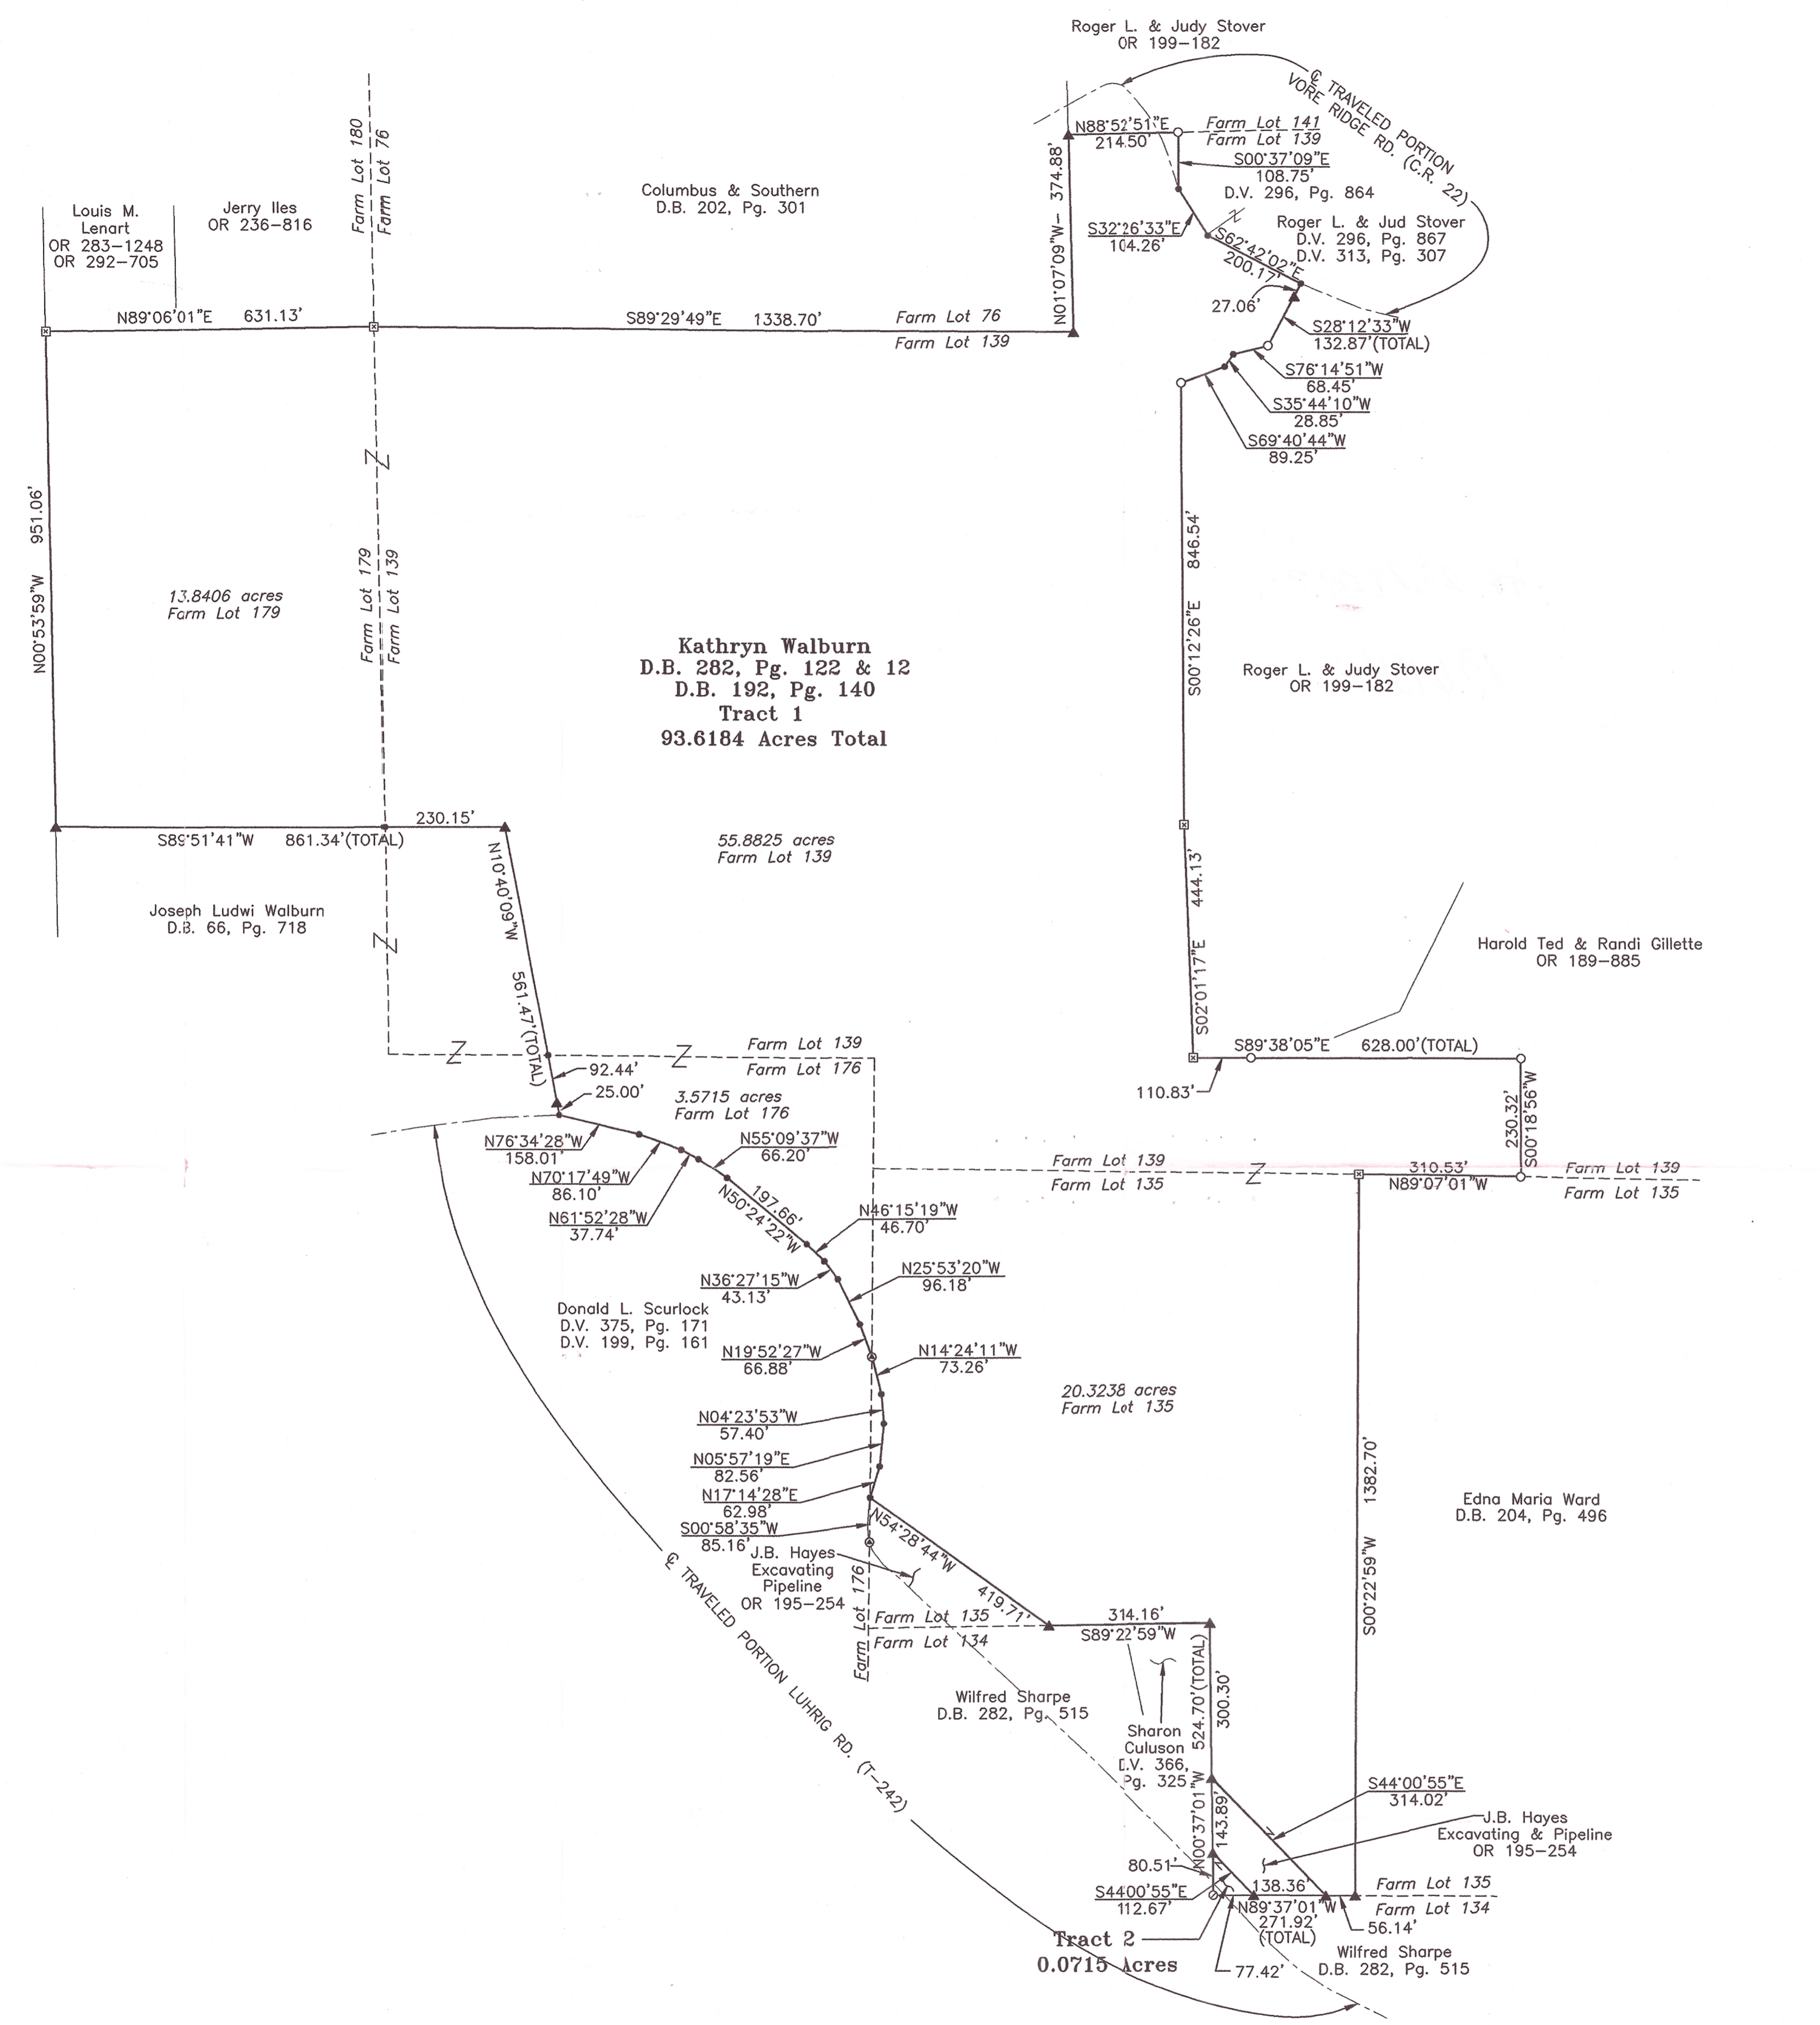 Roger L. & Judy Stover
OR 199-182
℄ TRAVELED PORTION
VORE RIDGE RD. (C.R. 22)
N88°52'51"E
214.50'
Farm Lot 141
Farm Lot 139
S00°37'09"E
108.75'
D.V. 296, Pg. 864
S32°26'33"E
104.26'
S62°42'02"E
200.17'
Roger L. & Jud Stover
D.V. 296, Pg. 867
D.V. 313, Pg. 307
27.06'
S28°12'33"W
132.87'(TOTAL)
S76°14'51"W
68.45'
S35°44'10"W
28.85'
S69°40'44"W
89.25'
N01°07'09"W- 374.88'
Farm Lot 180
Farm Lot 76
Louis M.
Lenart
OR 283-1248
OR 292-705
Jerry Iles
OR 236-816
Columbus & Southern
D.B. 202, Pg. 301
N89°06'01"E 631.13'
S89°29'49"E 1338.70'
Farm Lot 76
Farm Lot 139
N00°53'59"W 951.06'
Farm Lot 179
Farm Lot 139
13.8406 acres
Farm Lot 179
Kathryn Walburn
D.B. 282, Pg. 122 & 12
D.B. 192, Pg. 140
Tract 1
93.6184 Acres Total
S00°12'26"E 846.54'
Roger L. & Judy Stover
OR 199-182
230.15'
S89°51'41"W 861.34'(TOTAL)
55.8825 acres
Farm Lot 139
N10°40'09"W 561.47'(TOTAL)
Joseph Ludwi Walburn
D.B. 66, Pg. 718
S02°01'17"E 444.13'
Harold Ted & Randi Gillette
OR 189-885
S89°38'05"E 628.00'(TOTAL)
110.83'
230.32'
S00°18'56"W
Farm Lot 139
Farm Lot 176
92.44'
25.00'
3.5715 acres
Farm Lot 176
N76°34'28"W
158.01'
N55°09'37"W
66.20'
N70°17'49"W
86.10'
N61°52'28"W
37.74'
197.66'
N50°24'22"W
Farm Lot 139
Farm Lot 135
310.53'
N89°07'01"W
Farm Lot 139
Farm Lot 135
N46°15'19"W
46.70'
N36°27'15"W
43.13'
N25°53'20"W
96.18'
Donald L. Scurlock
D.V. 375, Pg. 171
D.V. 199, Pg. 161
N19°52'27"W
66.88'
N14°24'11"W
73.26'
20.3238 acres
Farm Lot 135
N04°23'53"W
57.40'
N05°57'19"E
82.56'
N17°14'28"E
62.98'
S00°58'35"W
85.16'
N54°28'44"W 419.71'
S00°22'59"W 1382.70'
Edna Maria Ward
D.B. 204, Pg. 496
J.B. Hayes
Excavating
Pipeline
OR 195-254
Farm Lot 176
Farm Lot 135
Farm Lot 134
314.16'
S89°22'59"W
℄ TRAVELED PORTION LUHRIG RD. (T-242)
Wilfred Sharpe
D.B. 282, Pg. 515
Sharon
Culuson
D.V. 366,
Pg. 325
N00°37'01"W 524.70'(TOTAL)
300.30'
143.89'
S44°00'55"E
314.02'
J.B. Hayes
Excavating & Pipeline
OR 195-254
80.51'
S4400'55"E
112.67'
138.36'
N89°37'01"W
271.92'
(TOTAL)
Farm Lot 135
Farm Lot 134
56.14'
Tract 2
0.0715 Acres
77.42'
Wilfred Sharpe
D.B. 282, Pg. 515